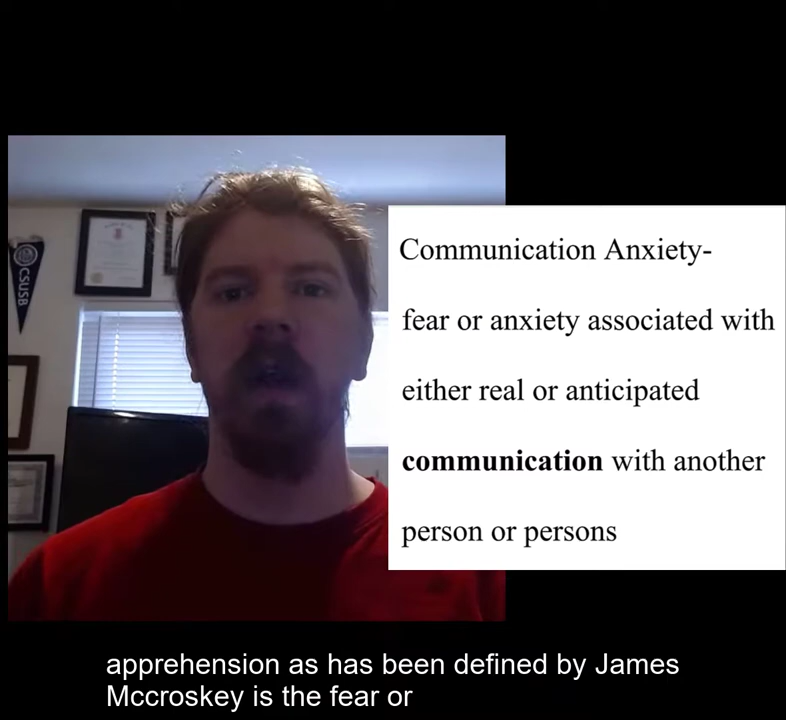 CSUSB
Communication Anxiety-
fear or anxiety associated with
either real or anticipated
communication with another
person or persons
apprehension as has been defined by James
Mccroskey is the fear or